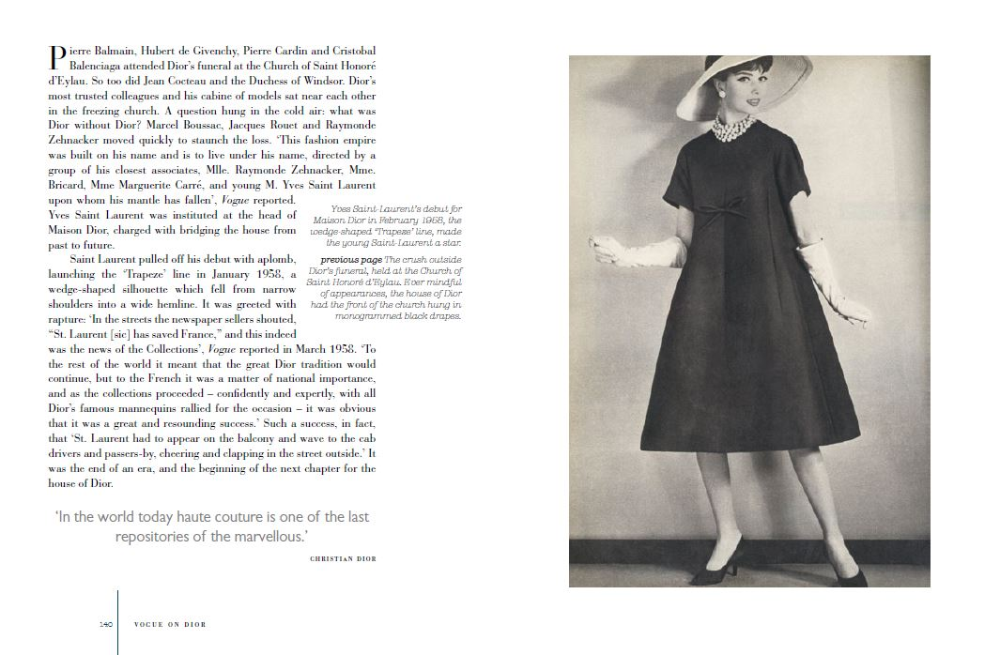 Pierre Balmain, Hubert de Givenchy, Pierre Cardin and Cristobal
Balenciaga attended Dior's funeral at the Church of Saint Honoré
d'Eylau. So too did Jean Cocteau and the Duchess of Windsor. Dior's
most trusted colleagues and his cabine of models sat near each other
in the freezing church. A question hung in the cold air: what was
Dior without Dior? Marcel Boussac, Jacques Rouet and Raymonde
Zehnacker moved quickly to staunch the loss. 'This fashion empire
was built on his name and is to live under his name, directed by a
group of his closest associates, Mlle. Raymonde Zehnacker, Mme.
Bricard, Mme Marguerite Carré, and young M. Yves Saint Laurent
upon whom his mantle has fallen', Vogue reported.
Yves Saint Laurent was instituted at the head of
Maison Dior, charged with bridging the house from
past to future.
Saint Laurent pulled off his debut with aplomb,
launching the 'Trapeze' line in January 1958, a
wedge-shaped silhouette which fell from narrow
shoulders into a wide hemline. It was greeted with
rapture: 'In the streets the newspaper sellers shouted,
"St. Laurent [sic] has saved France," and this indeed
was the news of the Collections', Vogue reported in March 1958. 'To
the rest of the world it meant that the great Dior tradition would
continue, but to the French it was a matter of national importance,
and as the collections proceeded – confidently and expertly, with all
Dior's famous mannequins rallied for the occasion – it was obvious
that it was a great and resounding success.' Such a success, in fact,
that 'St. Laurent had to appear on the balcony and wave to the cab
drivers and passers-by, cheering and clapping in the street outside.' It
was the end of an era, and the beginning of the next chapter for the
house of Dior.
Yves Saint-Laurent's debut for
Maison Dior in February 1958, the
wedge-shaped 'Trapeze' line, made
the young Saint-Laurent a star.
previous page The crush outside
Dior's funeral, held at the Church of
Saint Honoré d'Eylau. Ever mindful
of appearances, the house of Dior
had the front of the church hung in
monogrammed black drapes.
'In the world today haute couture is one of the last
repositories of the marvellous.'
CHRISTIAN DIOR
140 VOGUE ON DIOR